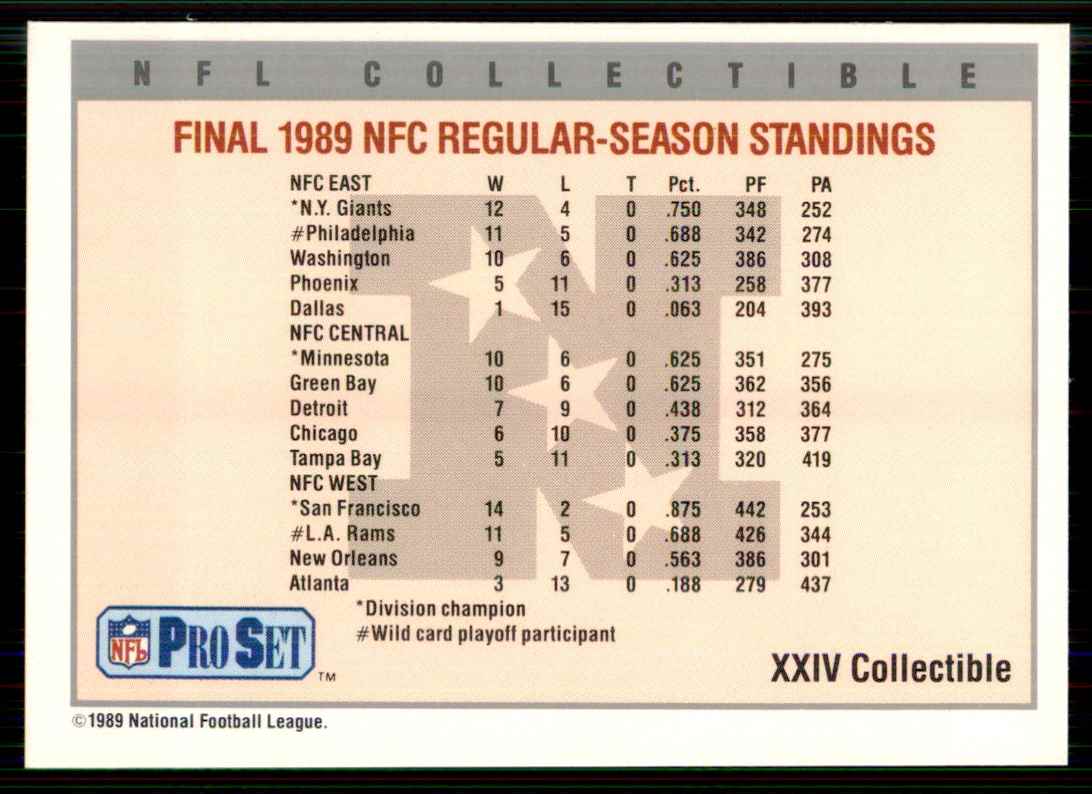 NFL COLLECTIBLE
FINAL 1989 NFC REGULAR-SEASON STANDINGS
NFC EAST W L T Pct. PF PA
*N.Y. Giants 12 4 0 .750 348 252
#Philadelphia 11 5 0 .688 342 274
Washington 10 6 0 .625 386 308
Phoenix 5 11 0 .313 258 377
Dallas 1 15 0 .063 204 393
NFC CENTRAL
*Minnesota 10 6 0 .625 351 275
Green Bay 10 6 0 .625 362 356
Detroit 7 9 0 .438 312 364
Chicago 6 10 0 .375 358 377
Tampa Bay 5 11 0 .313 320 419
NFC WEST
*San Francisco 14 2 0 .875 442 253
#L.A. Rams 11 5 0 .688 426 344
New Orleans 9 7 0 .563 386 301
Atlanta 3 13 0 .188 279 437
*Division champion
#Wild card playoff participant
NFL PRO SET TM
XXIV Collectible
©1989 National Football League.